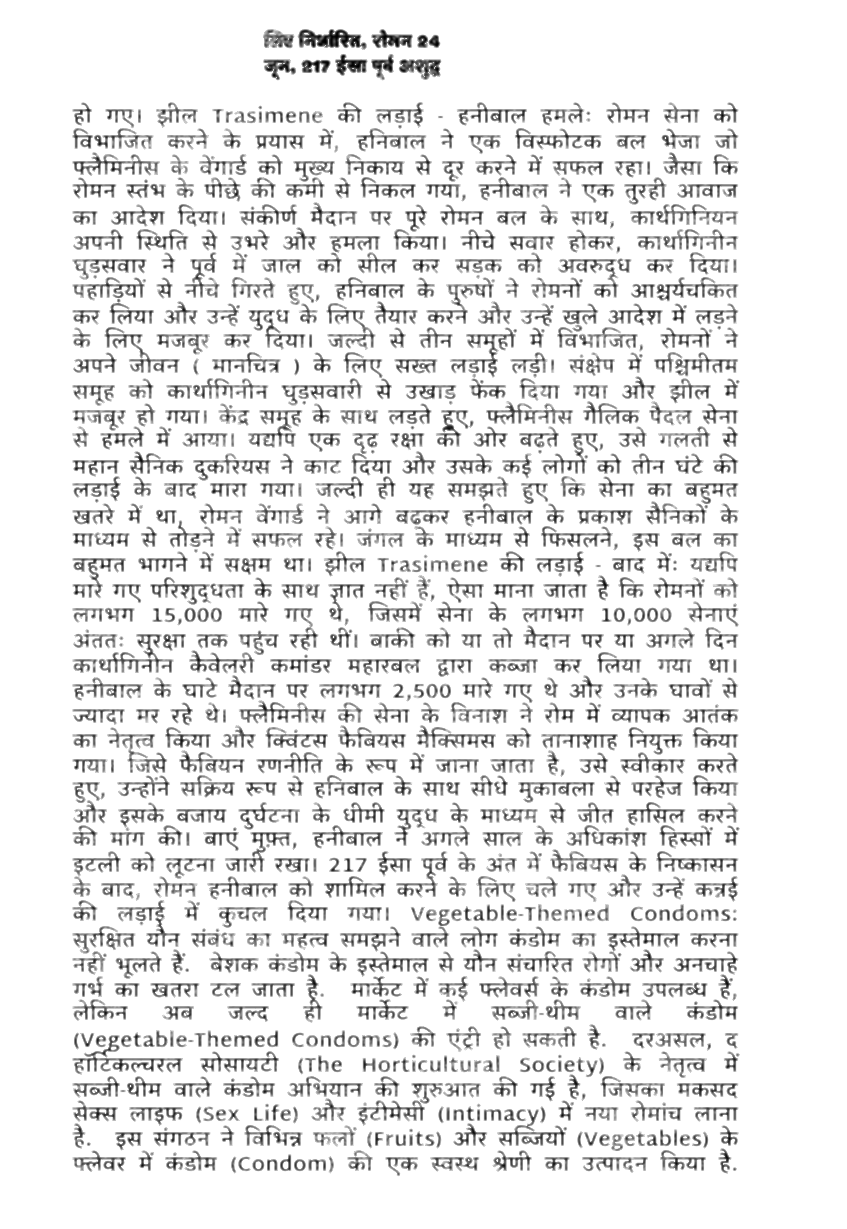 लिए निर्धारित, रोमन 24
जून, 217 ईसा पूर्व अशुद्ध
हो गए। झील Trasimene की लड़ाई - हनीबाल हमलेः रोमन सेना को
विभाजित करने के प्रयास में, हनिबाल ने एक विस्फोटक बल भेजा जो
फ्लैमिनीस के वेंगार्ड को मुख्य निकाय से दूर करने में सफल रहा। जैसा कि
रोमन स्तंभ के पीछे की कमी से निकल गया, हनीबाल ने एक तुरही आवाज
का आदेश दिया। संकीर्ण मैदान पर पूरे रोमन बल के साथ, कार्थगिनियन
अपनी स्थिति से उभरे और हमला किया। नीचे सवार होकर, कार्थागिनीन
घुड़सवार ने पूर्व में जाल को सील कर सड़क को अवरुद्ध कर दिया।
पहाड़ियों से नीचे गिरते हुए, हनिबाल के पुरुषों ने रोमनों को आश्चर्यचकित
कर लिया और उन्हें युद्ध के लिए तैयार करने और उन्हें खुले आदेश में लड़ने
के लिए मजबूर कर दिया। जल्दी से तीन समूहों में विभाजित, रोमनों ने
अपने जीवन ( मानचित्र ) के लिए सख्त लड़ाई लड़ी। संक्षेप में पश्चिमीतम
समूह को कार्थागिनीन घुड़सवारी से उखाड़ फेंक दिया गया और झील में
मजबूर हो गया। केंद्र समूह के साथ लड़ते हुए, फ्लैमिनीस गैलिक पैदल सेना
से हमले में आया। यद्यपि एक दृढ़ रक्षा की ओर बढ़ते हुए, उसे गलती से
महान सैनिक दुकरियस ने काट दिया और उसके कई लोगों को तीन घंटे की
लड़ाई के बाद मारा गया। जल्दी ही यह समझते हुए कि सेना का बहुमत
खतरे में था, रोमन वेंगार्ड ने आगे बढ़कर हनीबाल के प्रकाश सैनिकों के
माध्यम से तोड़ने में सफल रहे। जंगल के माध्यम से फिसलने, इस बल का
बहुमत भागने में सक्षम था। झील Trasimene की लड़ाई - बाद मेंः यद्यपि
मारे गए परिशुद्धता के साथ ज्ञात नहीं हैं, ऐसा माना जाता है कि रोमनों को
लगभग 15,000 मारे गए थे, जिसमें सेना के लगभग 10,000 सेनाएं
अंततः सुरक्षा तक पहुंच रही थीं। बाकी को या तो मैदान पर या अगले दिन
कार्थागिनीन कैवेलरी कमांडर महारबल द्वारा कब्जा कर लिया गया था।
हनीबाल के घाटे मैदान पर लगभग 2,500 मारे गए थे और उनके घावों से
ज्यादा मर रहे थे। फ्लैमिनीस की सेना के विनाश ने रोम में व्यापक आतंक
का नेतृत्व किया और क्विंटस फैबियस मैक्सिमस को तानाशाह नियुक्त किया
गया। जिसे फैबियन रणनीति के रूप में जाना जाता है, उसे स्वीकार करते
हुए, उन्होंने सक्रिय रूप से हनिबाल के साथ सीधे मुकाबला से परहेज किया
और इसके बजाय दुर्घटना के धीमी युद्ध के माध्यम से जीत हासिल करने
की मांग की। बाएं मुफ़्त, हनीबाल ने अगले साल के अधिकांश हिस्सों में
इटली को लूटना जारी रखा। 217 ईसा पूर्व के अंत में फैबियस के निष्कासन
के बाद, रोमन हनीबाल को शामिल करने के लिए चले गए और उन्हें कन्नई
की लड़ाई में कुचल दिया गया। Vegetable-Themed Condoms:
सुरक्षित यौन संबंध का महत्व समझने वाले लोग कंडोम का इस्तेमाल करना
नहीं भूलते हैं. बेशक कंडोम के इस्तेमाल से यौन संचारित रोगों और अनचाहे
गर्भ का खतरा टल जाता है. मार्केट में कई फ्लेवर्स के कंडोम उपलब्ध हैं,
लेकिन अब जल्द ही मार्केट में सब्जी-थीम वाले कंडोम
(Vegetable-Themed Condoms) की एंट्री हो सकती है. दरअसल, द
हॉर्टिकल्चरल सोसायटी (The Horticultural Society) के नेतृत्व में
सब्जी-थीम वाले कंडोम अभियान की शुरुआत की गई है, जिसका मकसद
सेक्स लाइफ (Sex Life) और इंटीमेसी (Intimacy) में नया रोमांच लाना
है. इस संगठन ने विभिन्न फलों (Fruits) और सब्जियों (Vegetables) के
फ्लेवर में कंडोम (Condom) की एक स्वस्थ श्रेणी का उत्पादन किया है.